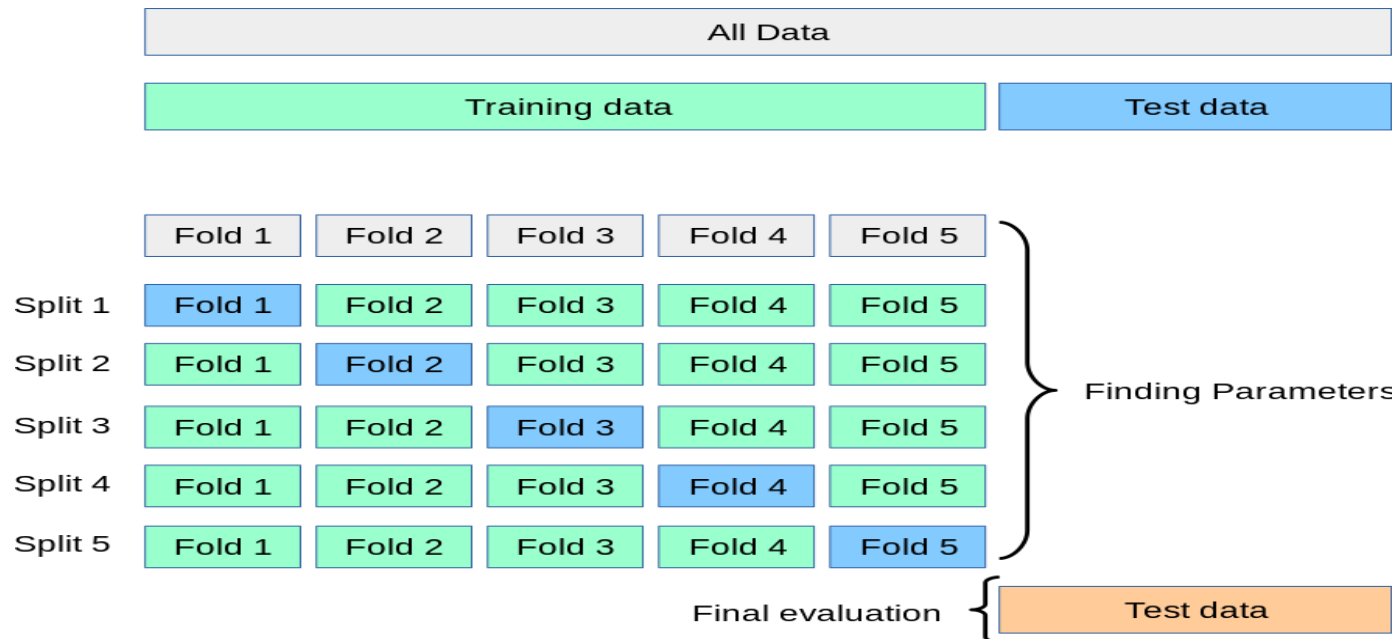 All Data
Training data Test data
Fold 1 Fold 2 Fold 3 Fold 4 Fold 5
Split 1 Fold 1 Fold 2 Fold 3 Fold 4 Fold 5
Split 2 Fold 1 Fold 2 Fold 3 Fold 4 Fold 5
Finding Parameters
Split 3 Fold 1 Fold 2 Fold 3 Fold 4 Fold 5
Split 4 Fold 1 Fold 2 Fold 3 Fold 4 Fold 5
Split 5 Fold 1 Fold 2 Fold 3 Fold 4 Fold 5
Final evaluation Test data